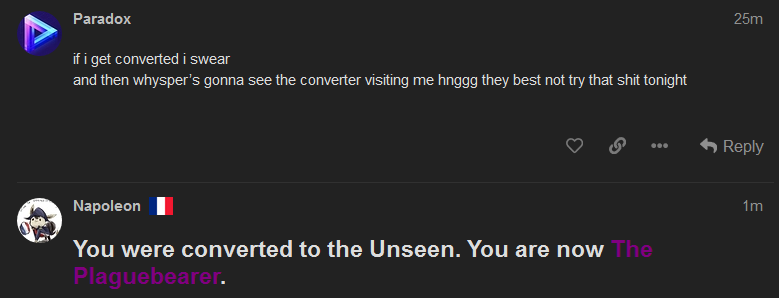 Paradox
25m
if i get converted i swear
and then whysper's gonna see the converter visiting me hnggg they best not try that shit tonight
Reply
Napoleon
1m
You were converted to the Unseen. You are now The
Plaguebearer.